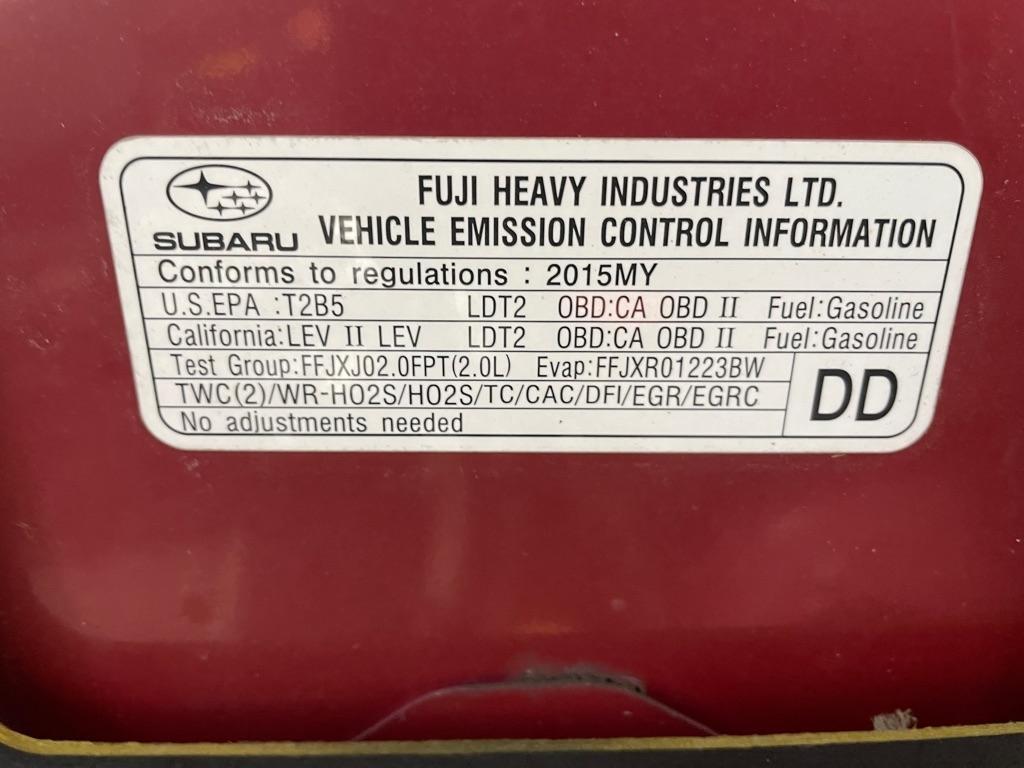 FUJI HEAVY INDUSTRIES LTD.
SUBARU VEHICLE EMISSION CONTROL INFORMATION
Conforms to regulations : 2015MY
U.S.EPA :T2B5 LDT2 OBD:CA OBD II Fuel:Gasoline
California:LEV II LEV LDT2 OBD:CA OBD II Fuel:Gasoline
Test Group:FFJXJ02.0FPT(2.0L) Evap:FFJXR01223BW
TWC(2)/WR-HO2S/HO2S/TC/CAC/DFI/EGR/EGRC
DD
No adjustments needed